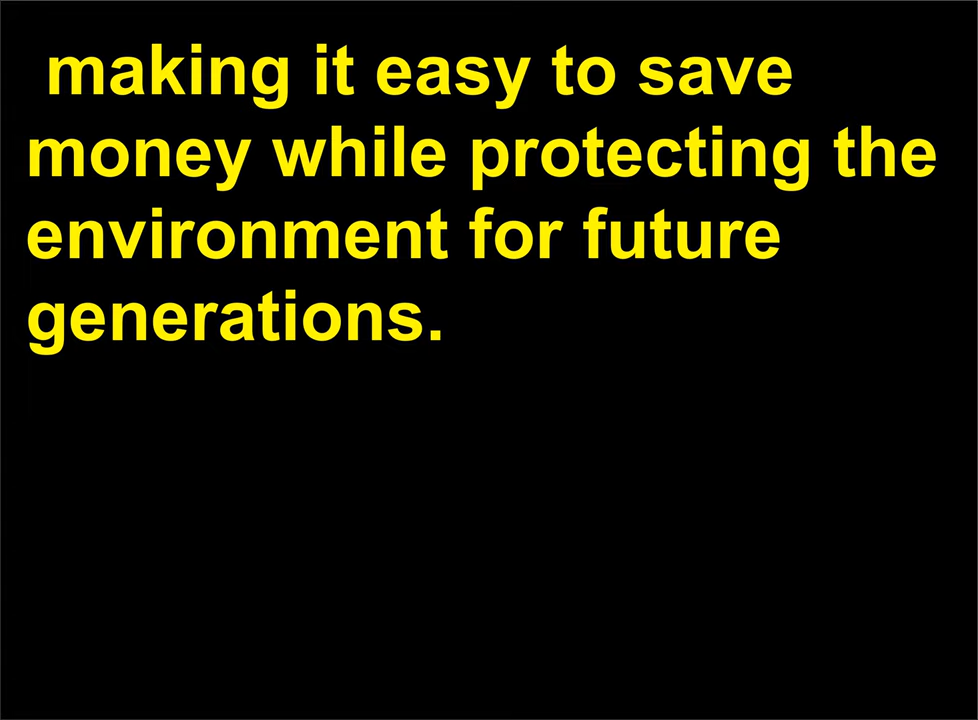 making it easy to save
money while protecting the
environment for future
generations.